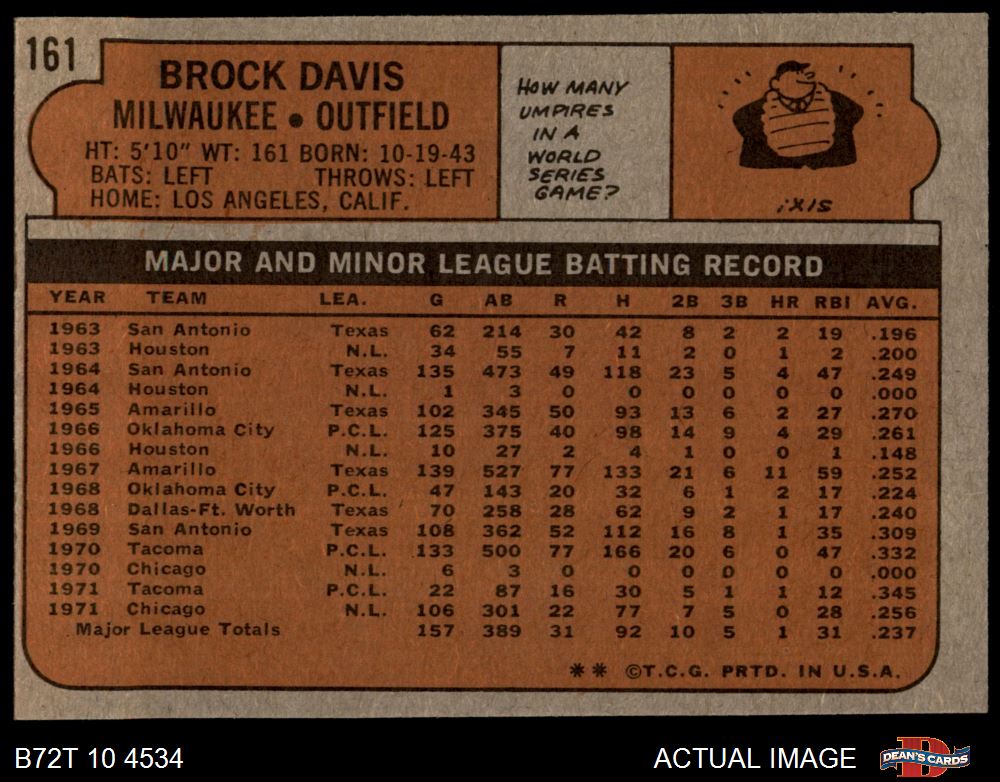 161
BROCK DAVIS
MILWAUKEE • OUTFIELD
HT: 5'10" WT: 161 BORN: 10-19-43
BATS: LEFT THROWS: LEFT
HOME: LOS ANGELES, CALIF.
HOW MANY
UMPIRES
IN A
WORLD
SERIES
GAME?
¡XIS
MAJOR AND MINOR LEAGUE BATTING RECORD
YEAR TEAM LEA. G AB R H 2B 3B HR RBI AVG.
1963 San Antonio Texas 62 214 30 42 8 2 2 19 .196
1963 Houston N.L. 34 55 7 11 2 0 1 2 .200
1964 San Antonio Texas 135 473 49 118 23 5 4 47 .249
1964 Houston N.L. 1 3 0 0 0 0 0 0 .000
1965 Amarillo Texas 102 345 50 93 13 6 2 27 .270
1966 Oklahoma City P.C.L. 125 375 40 98 14 9 4 29 .261
1966 Houston N.L. 10 27 2 4 1 0 0 1 .148
1967 Amarillo Texas 139 527 77 133 21 6 11 59 .252
1968 Oklahoma City P.C.L. 47 143 20 32 6 1 2 17 .224
1968 Dallas-Ft. Worth Texas 70 258 28 62 9 2 1 17 .240
1969 San Antonio Texas 108 362 52 112 16 8 1 35 .309
1970 Tacoma P.C.L. 133 500 77 166 20 6 0 47 .332
1970 Chicago N.L. 6 3 0 0 0 0 0 0 .000
1971 Tacoma P.C.L. 22 87 16 30 5 1 1 12 .345
1971 Chicago N.L. 106 301 22 77 7 5 0 28 .256
Major League Totals 157 389 31 92 10 5 1 31 .237
** ©T.C.G. PRTD. IN U.S.A.
B72T 10 4534 ACTUAL IMAGE
DEAN'S CARDS